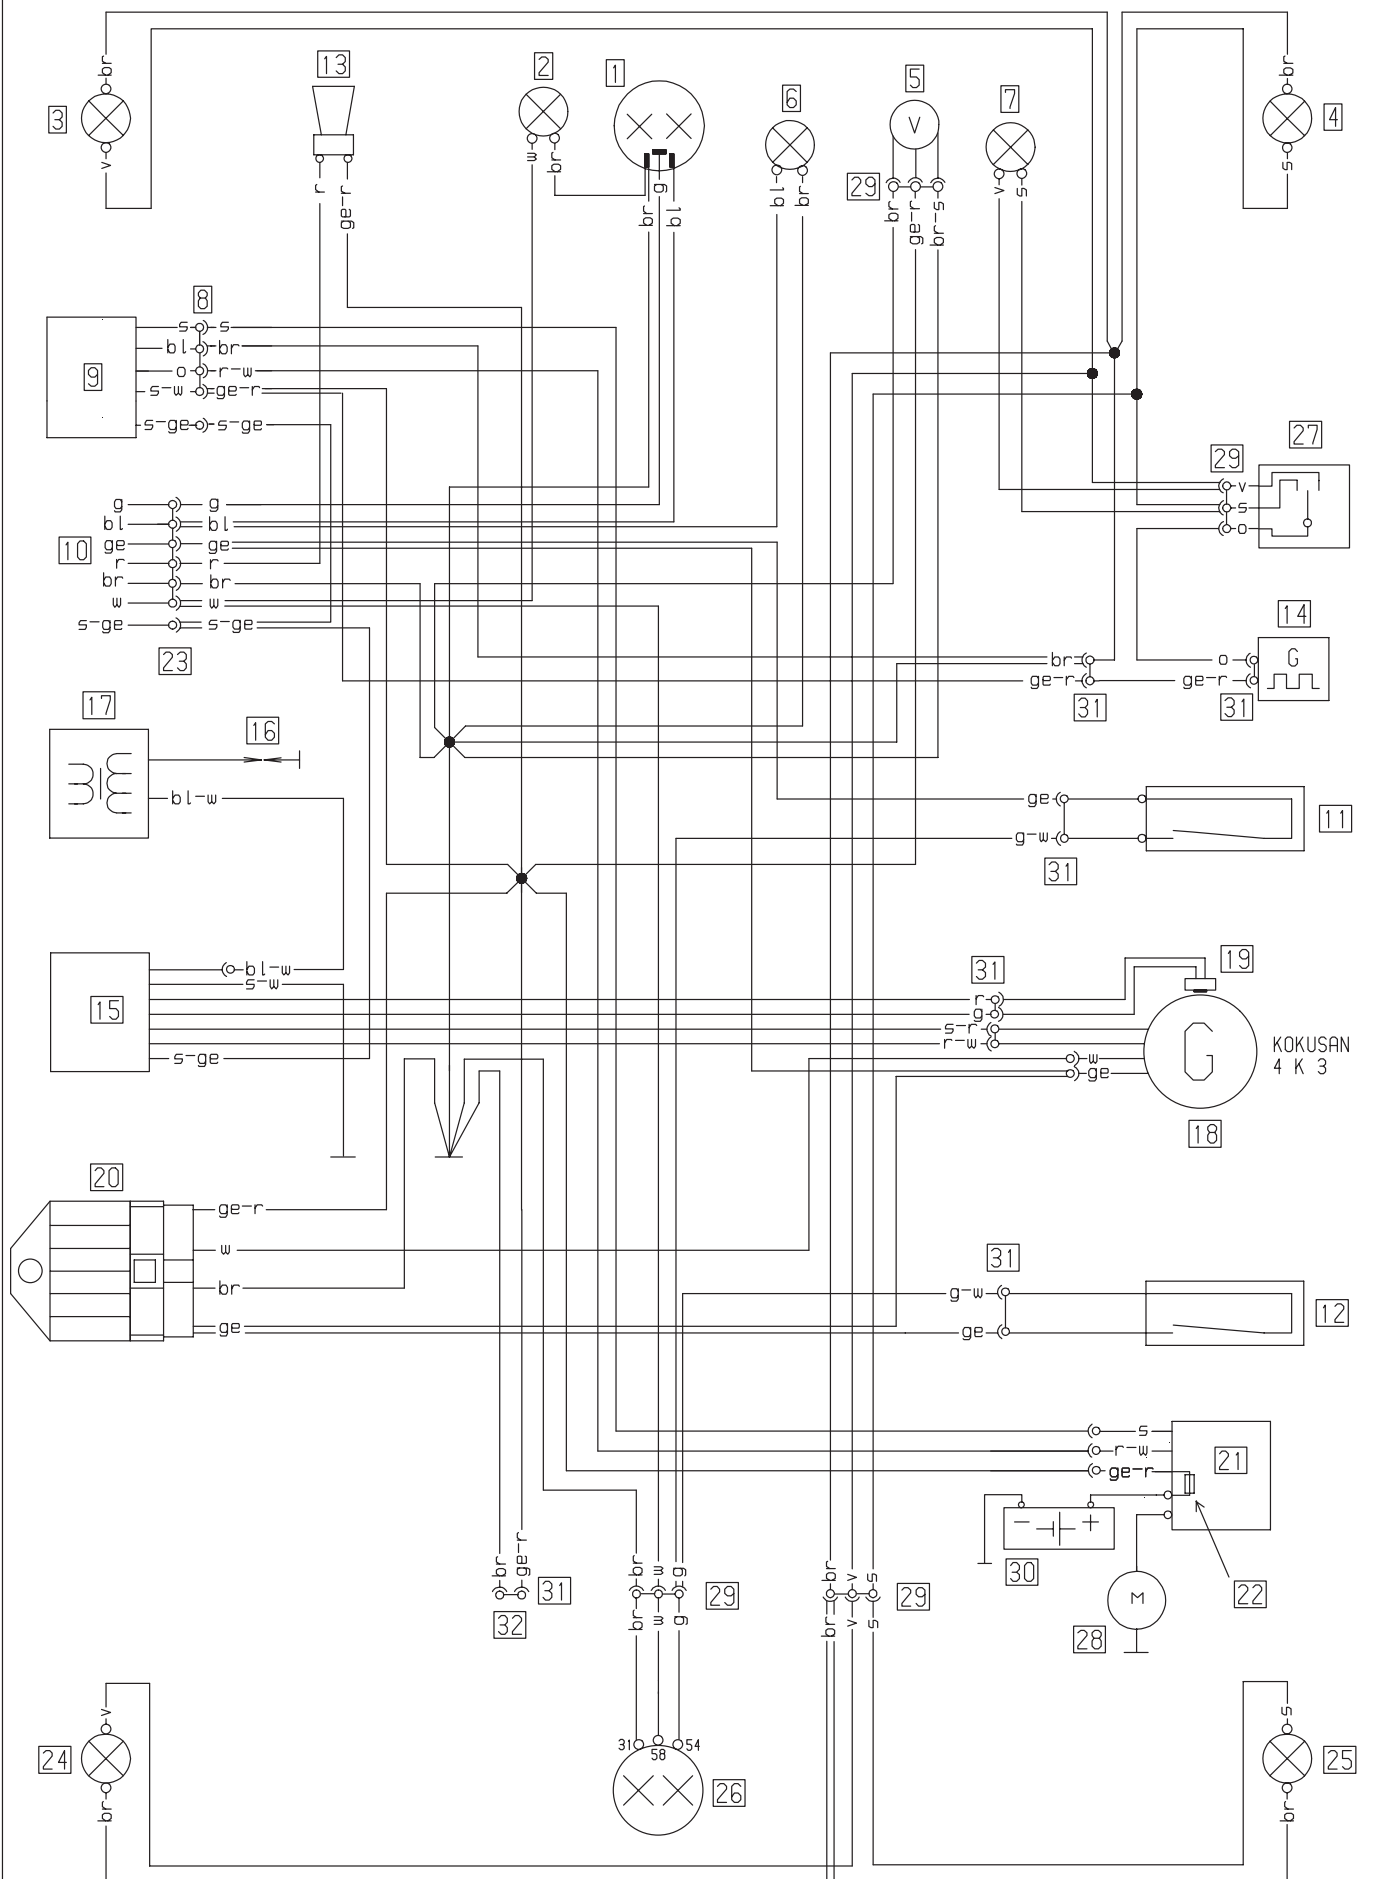 br
br
13
2
1
6
5
7
3
4
V
v
s
w
br
g
29
bl
br
v
s
r
ge-r
br
bl
br
ge-r
br-s
8
s s
bl br
9
o r-w
s-w ge-r
s-ge s-ge
27
29
v
s
o
g g
bl bl
10
ge ge
r r
br br
w w
s-ge s-ge
23
14
br
o
G
ge-r
ge-r
31
31
17
16
bl-w
ge
11
g-w
31
19
31
bl-w
s-w
15
r
g
s-r
r-w
w
ge
s-ge
G
KOKUSAN
4 K 3
18
20
ge-r
w
31
br
g-w
12
ge
ge
s
r-w
21
ge-r
- +
30
22
br
ge-r
31
32
br
w
g
29
br
w
g
br
v
s
29
br
v
s
M
28
v
s
24
31
58
54
25
26
br
br